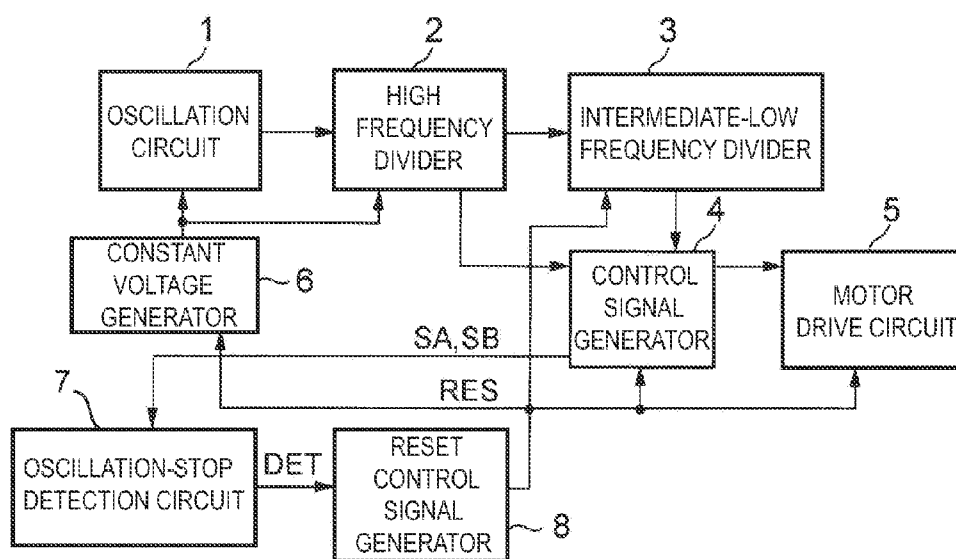 1
2
3
OSCILLATION
CIRCUIT
HIGH
FREQUENCY
DIVIDER
INTERMEDIATE-LOW
FREQUENCY DIVIDER
4
5
CONSTANT
VOLTAGE
GENERATOR
6
CONTROL
SIGNAL
GENERATOR
MOTOR
DRIVE CIRCUIT
SA,SB
RES
7
OSCILLATION-STOP
DETECTION CIRCUIT
DET
RESET
CONTROL
SIGNAL
GENERATOR
8